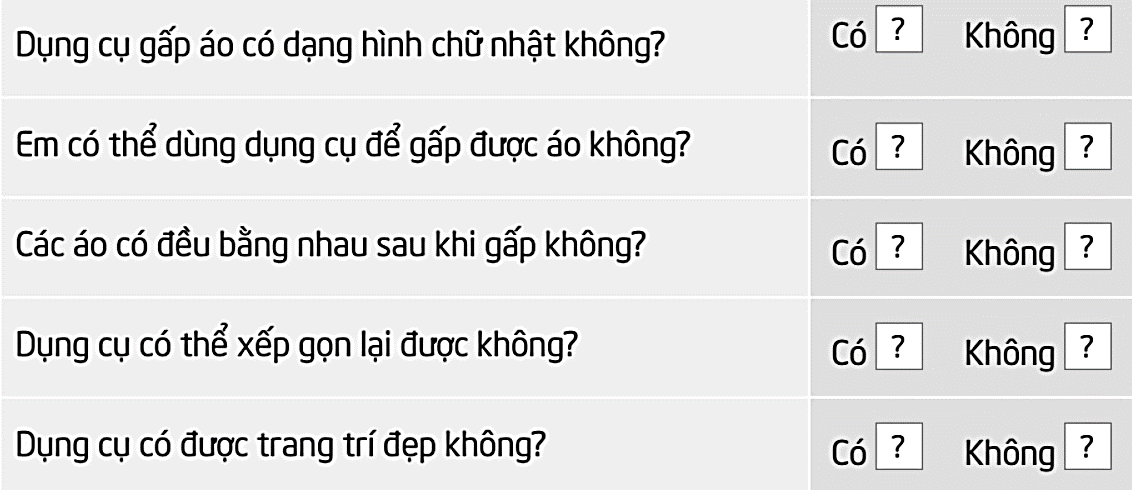 Dụng cụ gấp áo có dạng hình chữ nhật không? Có ? Không ?
Em có thể dùng dụng cụ để gấp được áo không? Có ? Không ?
Các áo có đều bằng nhau sau khi gấp không? Có ? Không ?
Dụng cụ có thể xếp gọn lại được không? Có ? Không ?
Dụng cụ có được trang trí đẹp không? Có ? Không ?